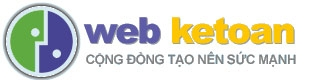 web ketoan
CỘNG ĐỒNG TẠO NÊN SỨC MẠNH